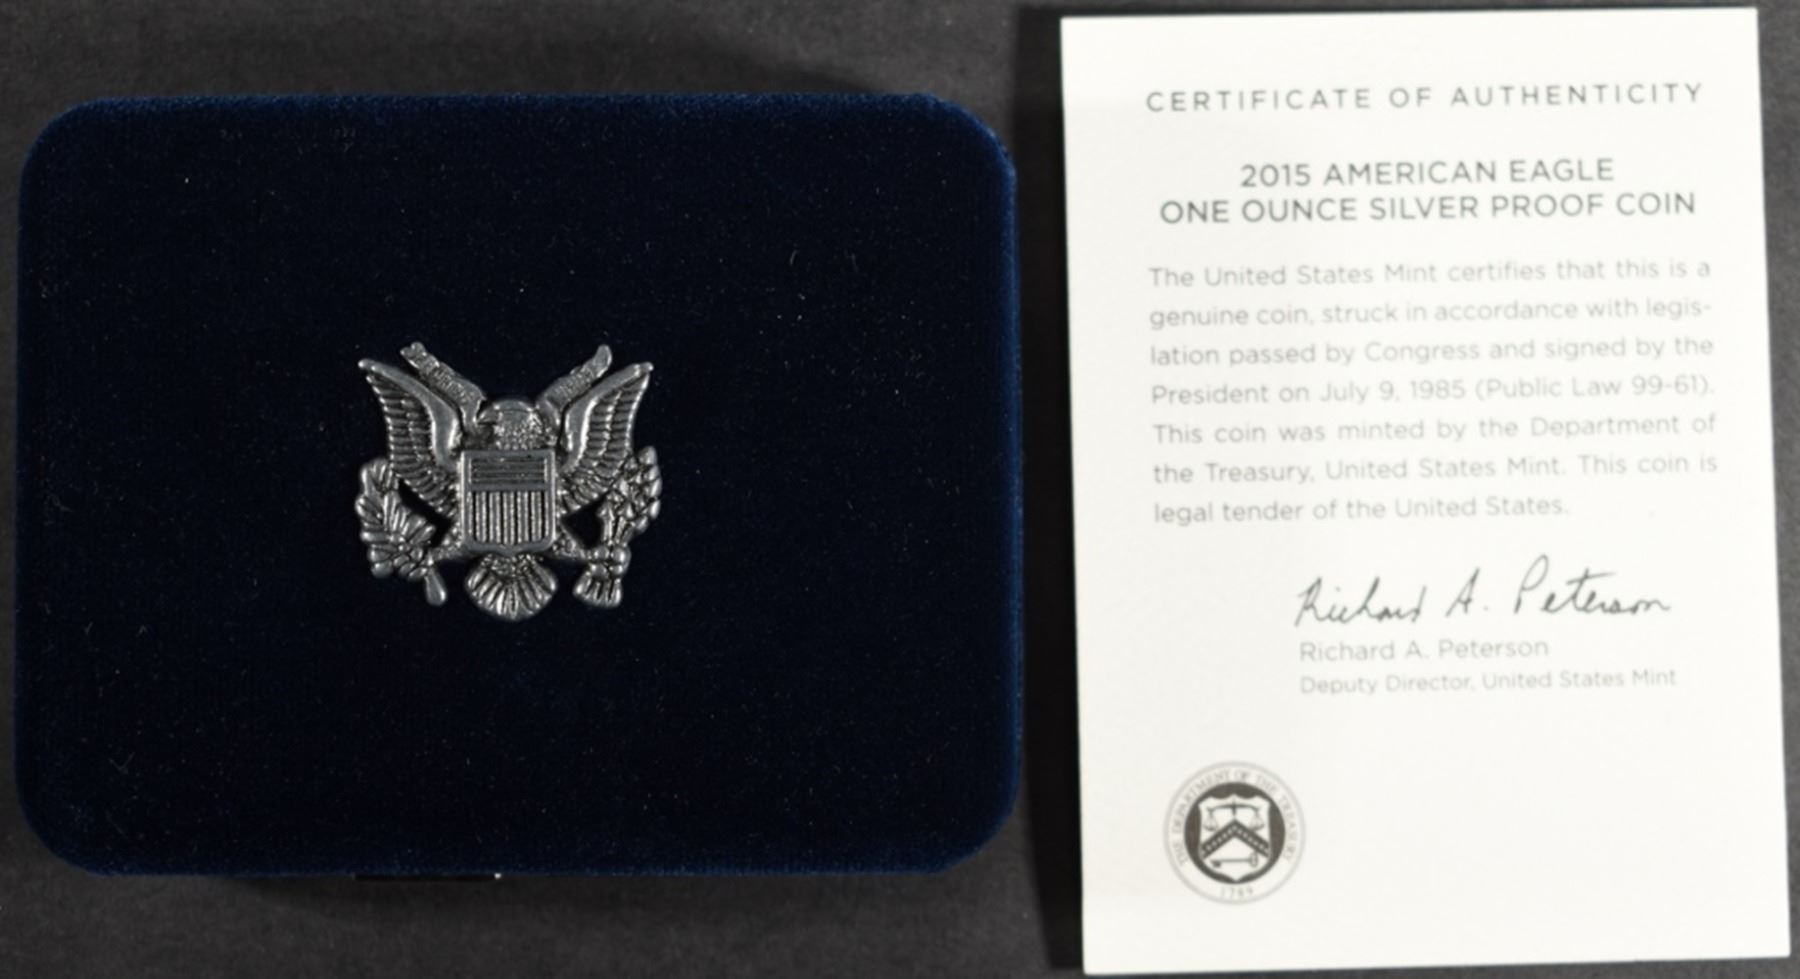 CERTIFICATE OF AUTHENTICITY
2015 AMERICAN EAGLE
ONE OUNCE SILVER PROOF COIN
The United States Mint certifies that this is a
genuine coin, struck in accordance with legis-
lation passed by Congress and signed by the
President on July 9, 1985 (Public Law 99-61).
This coin was minted by the Department of
the Treasury, United States Mint. This coin is
legal tender of the United States.
Richard A. Peterson
Richard A. Peterson
Deputy Director, United States Mint
THE DEPARTMENT OF THE TREASURY
1789